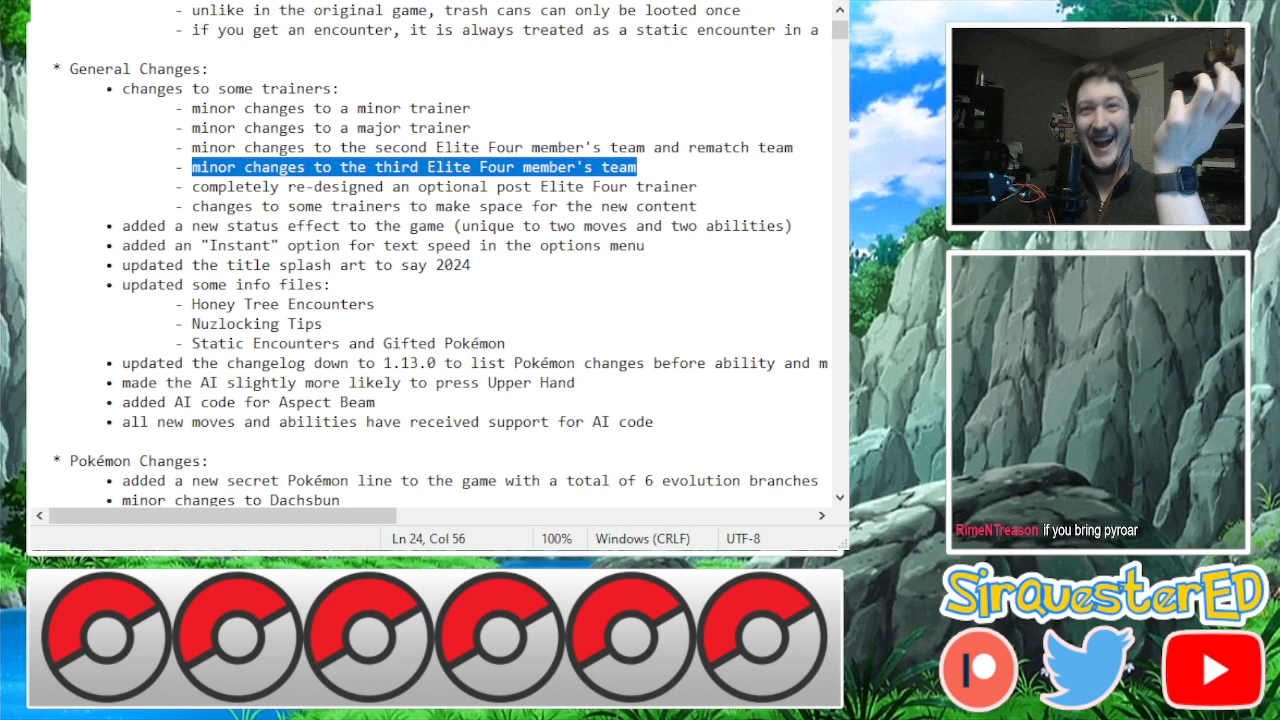 - unlike in the original game, trash cans can only be looted once
- if you get an encounter, it is always treated as a static encounter in a
* General Changes:
• changes to some trainers:
- minor changes to a minor trainer
- minor changes to a major trainer
- minor changes to the second Elite Four member's team and rematch team
- minor changes to the third Elite Four member's team
- completely re-designed an optional post Elite Four trainer
- changes to some trainers to make space for the new content
• added a new status effect to the game (unique to two moves and two abilities)
• added an "Instant" option for text speed in the options menu
• updated the title splash art to say 2024
• updated some info files:
- Honey Tree Encounters
- Nuzlocking Tips
- Static Encounters and Gifted Pokémon
• updated the changelog down to 1.13.0 to list Pokémon changes before ability and m
• made the AI slightly more likely to press Upper Hand
• added AI code for Aspect Beam
• all new moves and abilities have received support for AI code
* Pokémon Changes:
• added a new secret Pokémon line to the game with a total of 6 evolution branches
• minor changes to Dachsbun
Ln 24, Col 56 100% Windows (CRLF) UTF-8
RimeNTreason if you bring pyroar
SirquesterED